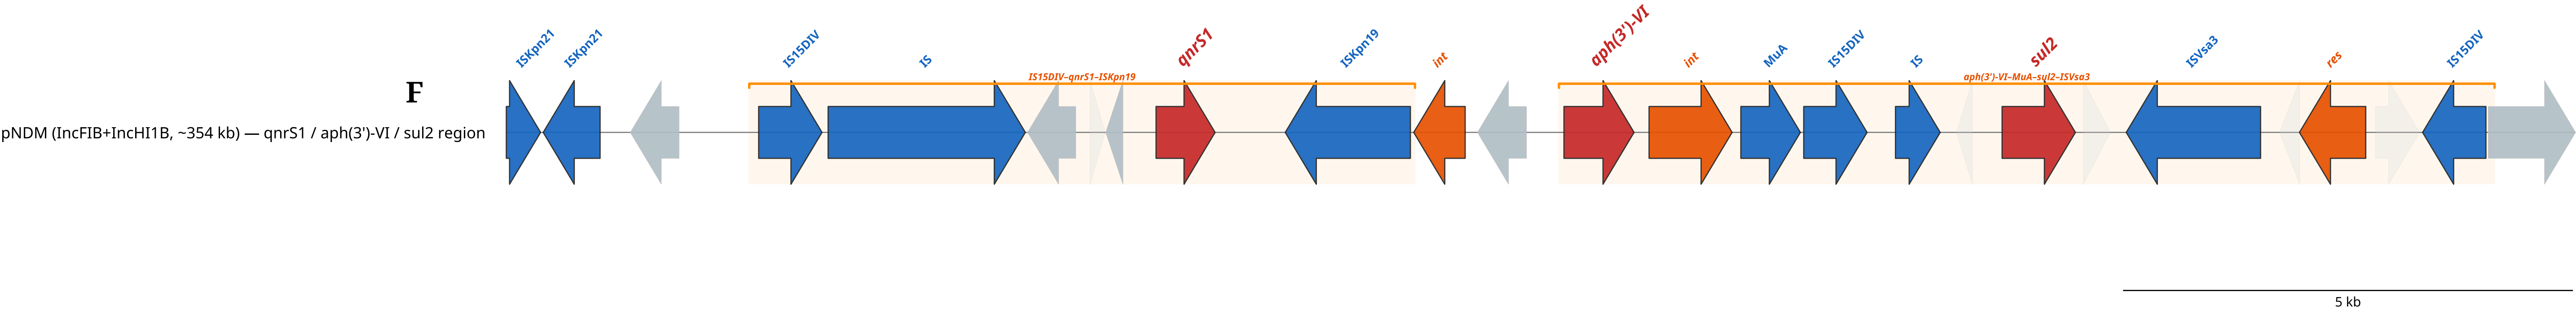 ISKpn21
ISKpn21
IS15DIV
IS
qnrS1
ISKpn19
int
aph(3')-VI
int
MuA
IS15DIV
IS
sul2
ISVsa3
res
IS15DIV
IS15DIV–qnrS1–ISKpn19
aph(3')-VI–MuA–sul2–ISVsa3
F
pNDM (IncFIB+IncHI1B, ~354 kb) — qnrS1 / aph(3')-VI / sul2 region
5 kb